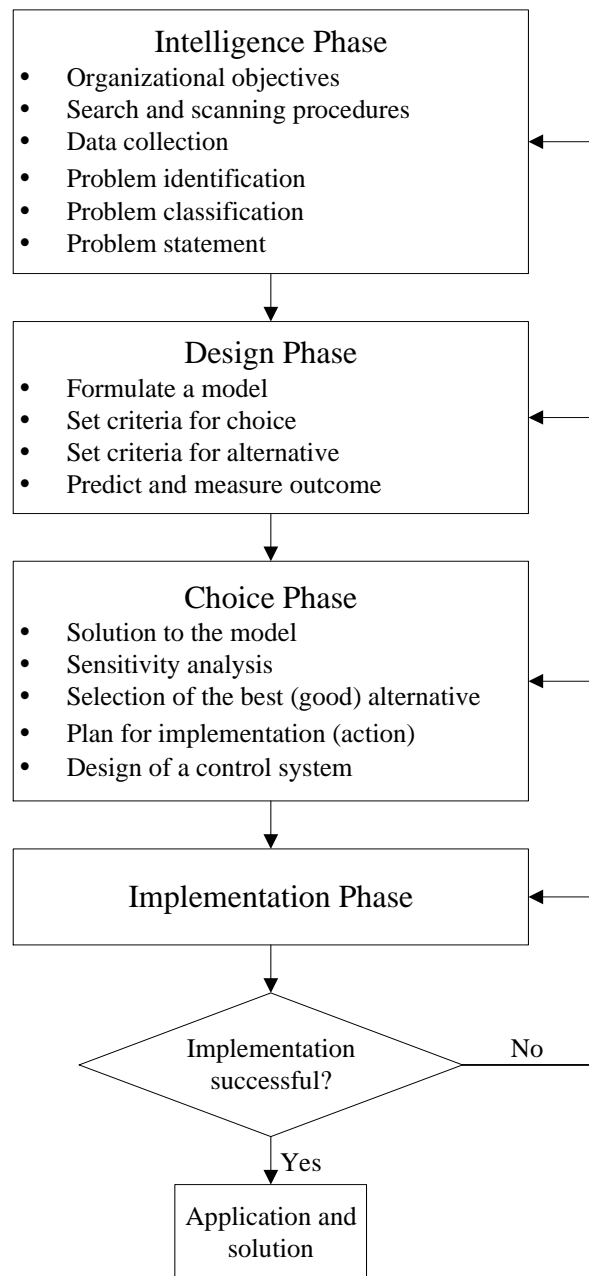 Intelligence Phase
• Organizational objectives
• Search and scanning procedures
• Data collection
• Problem identification
• Problem classification
• Problem statement
Design Phase
• Formulate a model
• Set criteria for choice
• Set criteria for alternative
• Predict and measure outcome
Choice Phase
• Solution to the model
• Sensitivity analysis
• Selection of the best (good) alternative
• Plan for implementation (action)
• Design of a control system
Implementation Phase
Implementation
successful?
No
Yes
Application and
solution